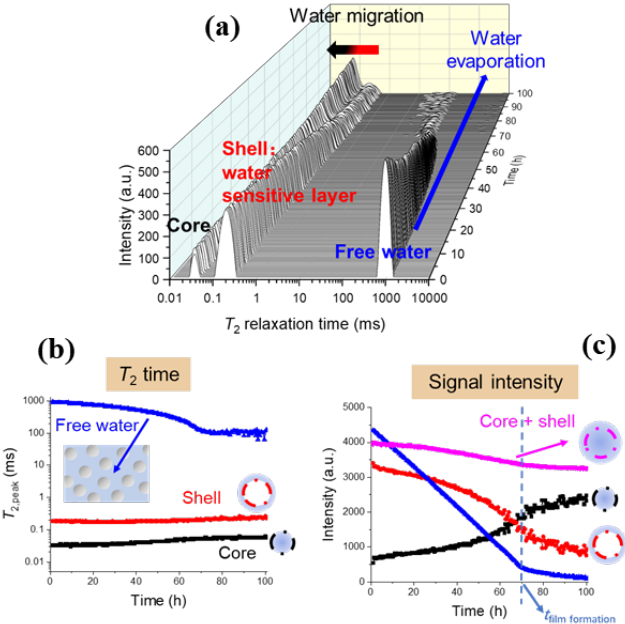 (a)
Water migration
Water
evaporation
Shell:
water
sensitive layer
Core
Free water
Intensity (a.u.)
600
500
400
300
200
100
0
0.01 0.1 1 10 100 1000 10000
T2 relaxation time (ms)
0
10
20
30
40
50
60
70
80
90
100
Time (h)
(b)
T2 time
T2,peak (ms)
1000
100
10
1
0.1
0.01
Free water
Shell
Core
0 20 40 60 80 100
Time (h)
(c)
Signal intensity
Intensity (a.u.)
5000
4000
3000
2000
1000
0
Core + shell
0 20 40 60 80 100
Time (h)
tfilm formation